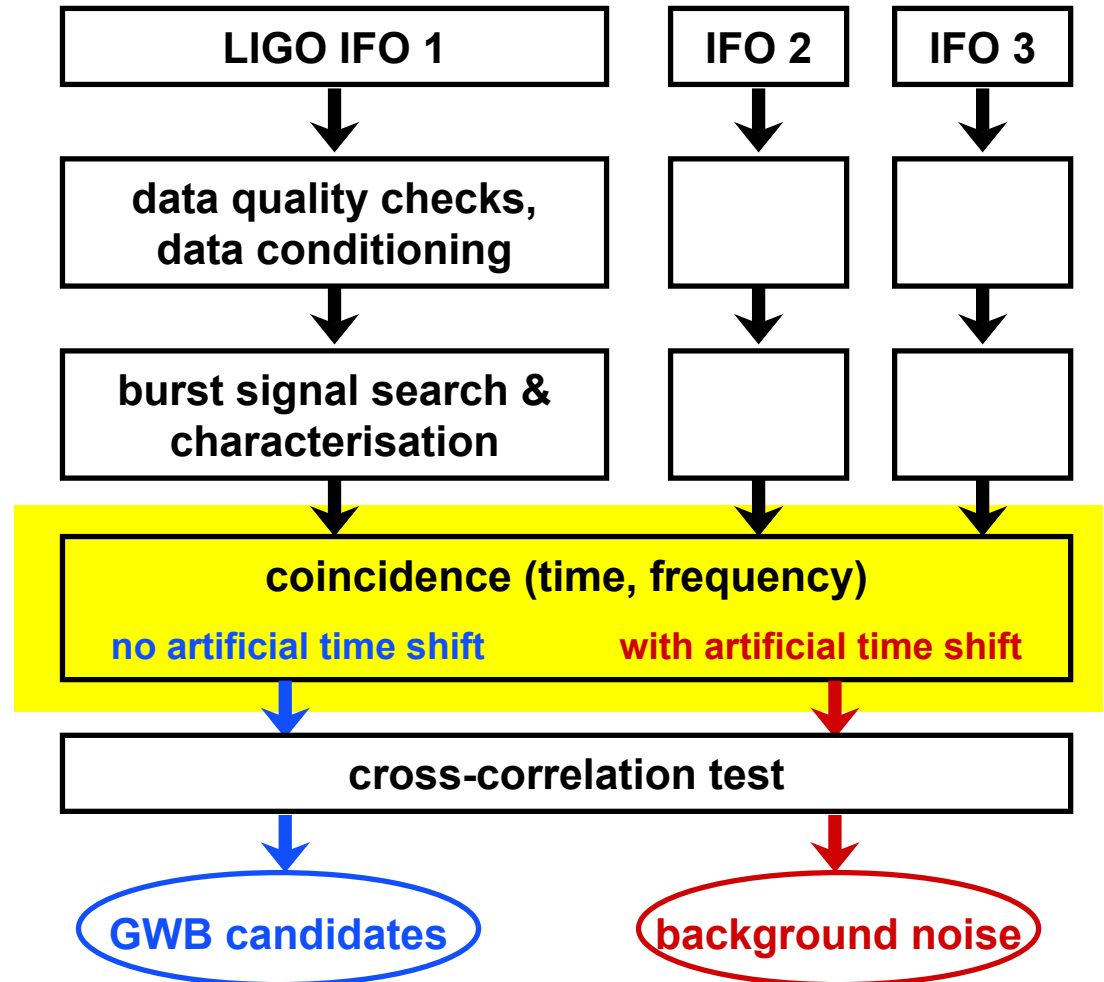 LIGO IFO 1
IFO 2
IFO 3
data quality checks,
data conditioning
burst signal search &
characterisation
coincidence (time, frequency)
no artificial time shift
with artificial time shift
cross-correlation test
GWB candidates
background noise